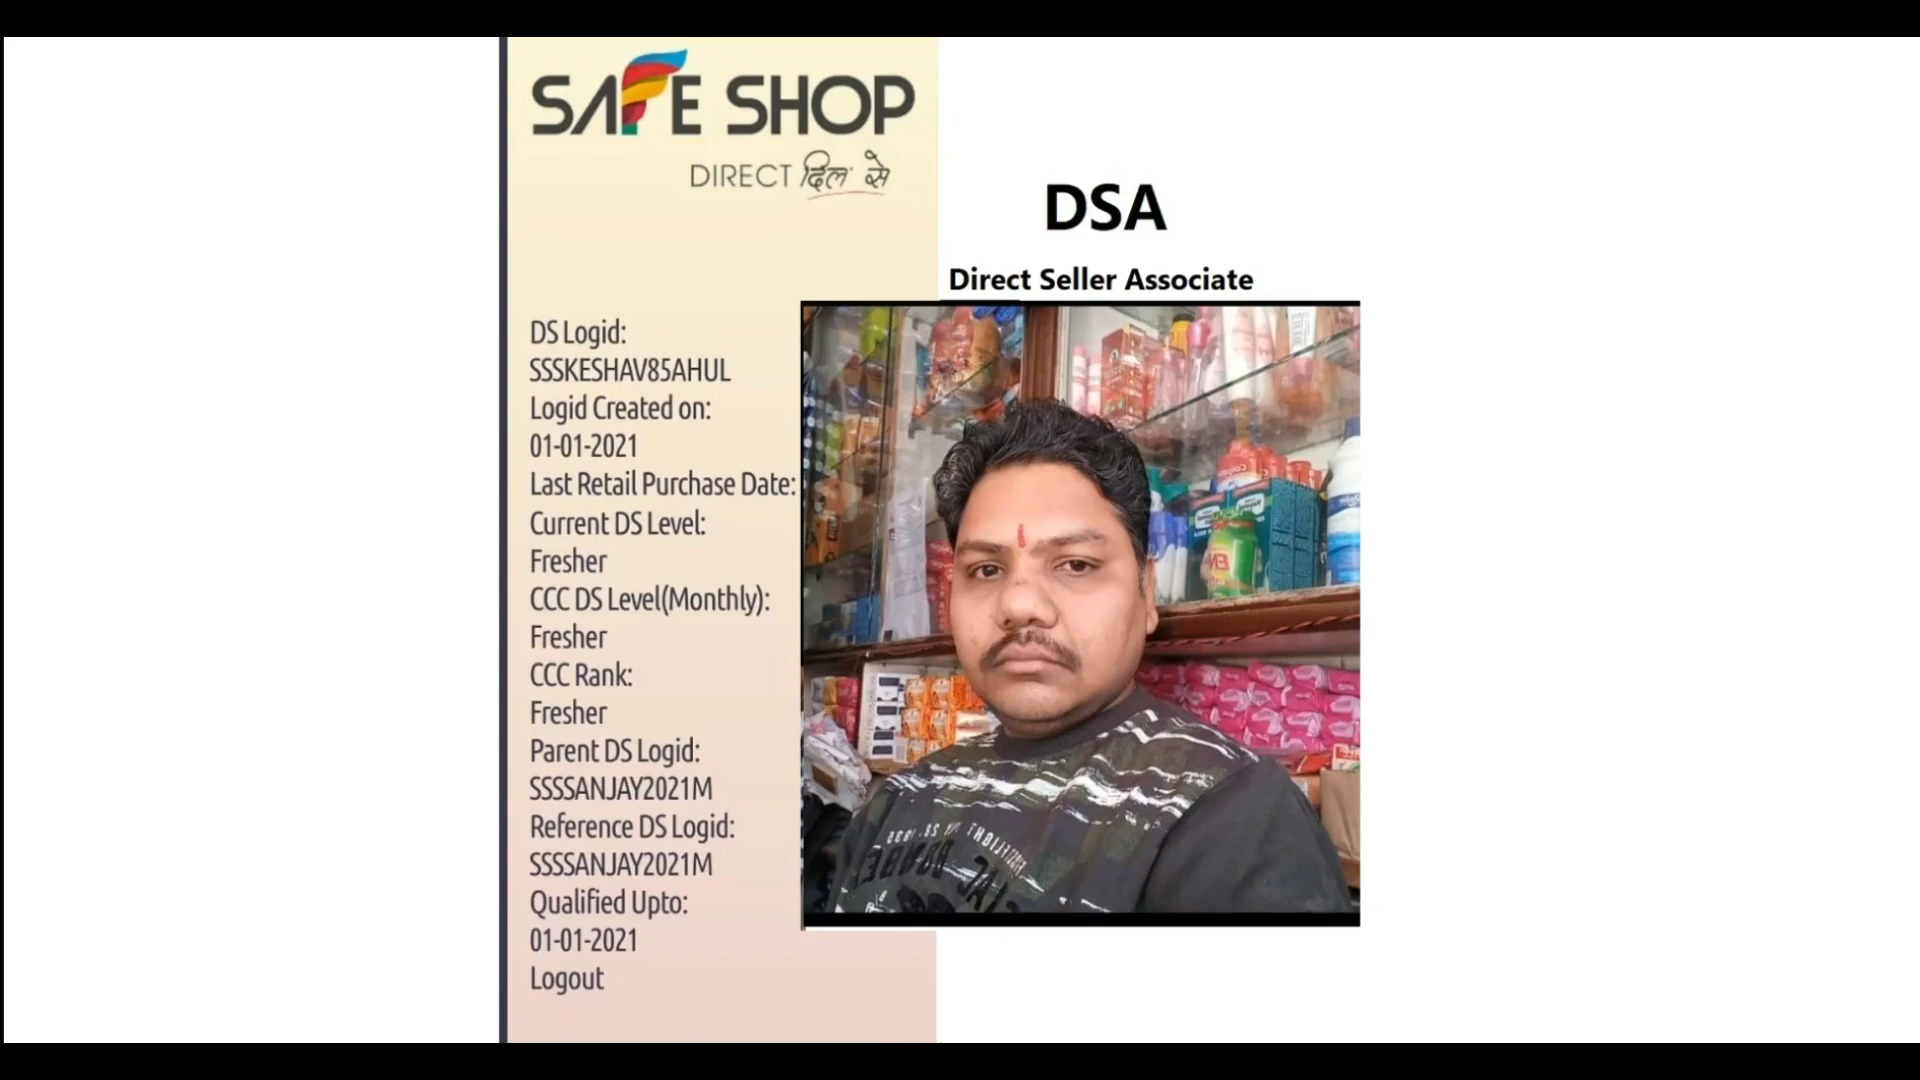 SAFE SHOP
DIRECT दिल से
DSA
Direct Seller Associate
DS Logid:
SSSKESHAV85AHUL
Logid Created on:
01-01-2021
Last Retail Purchase Date:
Current DS Level:
Fresher
CCC DS Level(Monthly):
Fresher
CCC Rank:
Fresher
Parent DS Logid:
SSSSANJAY2021M
Reference DS Logid:
SSSSANJAY2021M
Qualified Upto:
01-01-2021
Logout